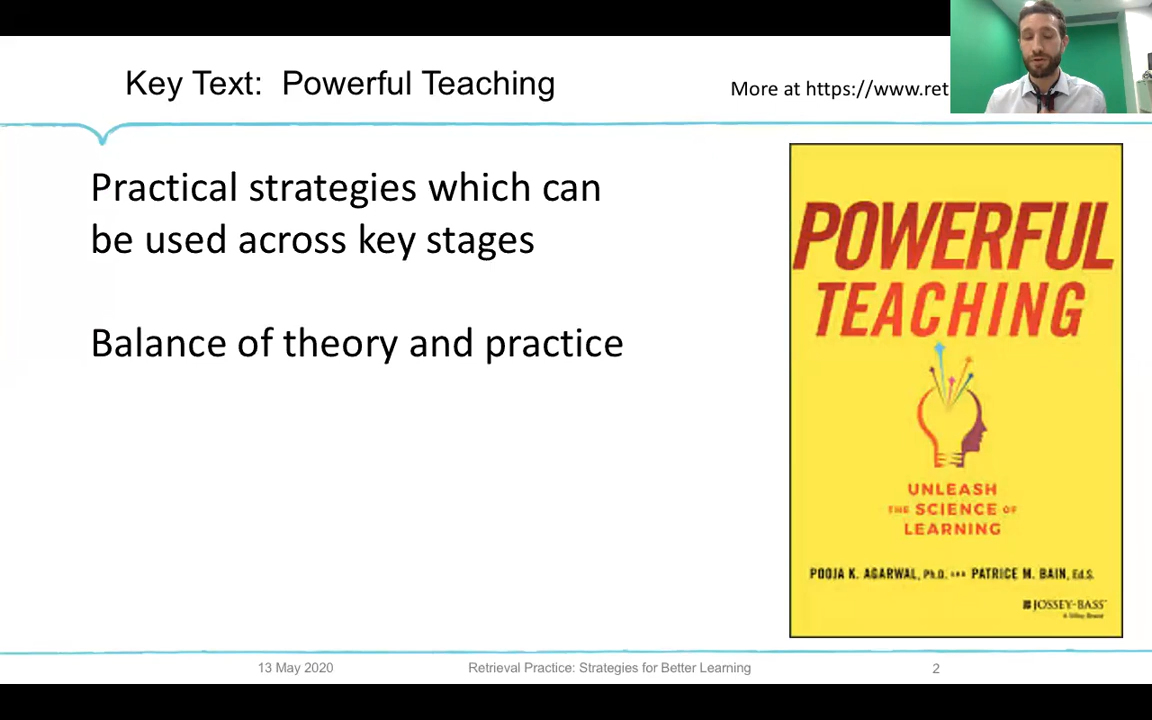 Key Text: Powerful Teaching
More at https://www.ret
Practical strategies which can
be used across key stages
Balance of theory and practice
POWERFUL
TEACHING
UNLEASH
THE SCIENCE OF
LEARNING
POOJA K. AGARWAL, Ph.D. AND PATRICE M. BAIN, Ed.S.
JOSSEY-BASS
A Wiley Brand
13 May 2020
Retrieval Practice: Strategies for Better Learning
2